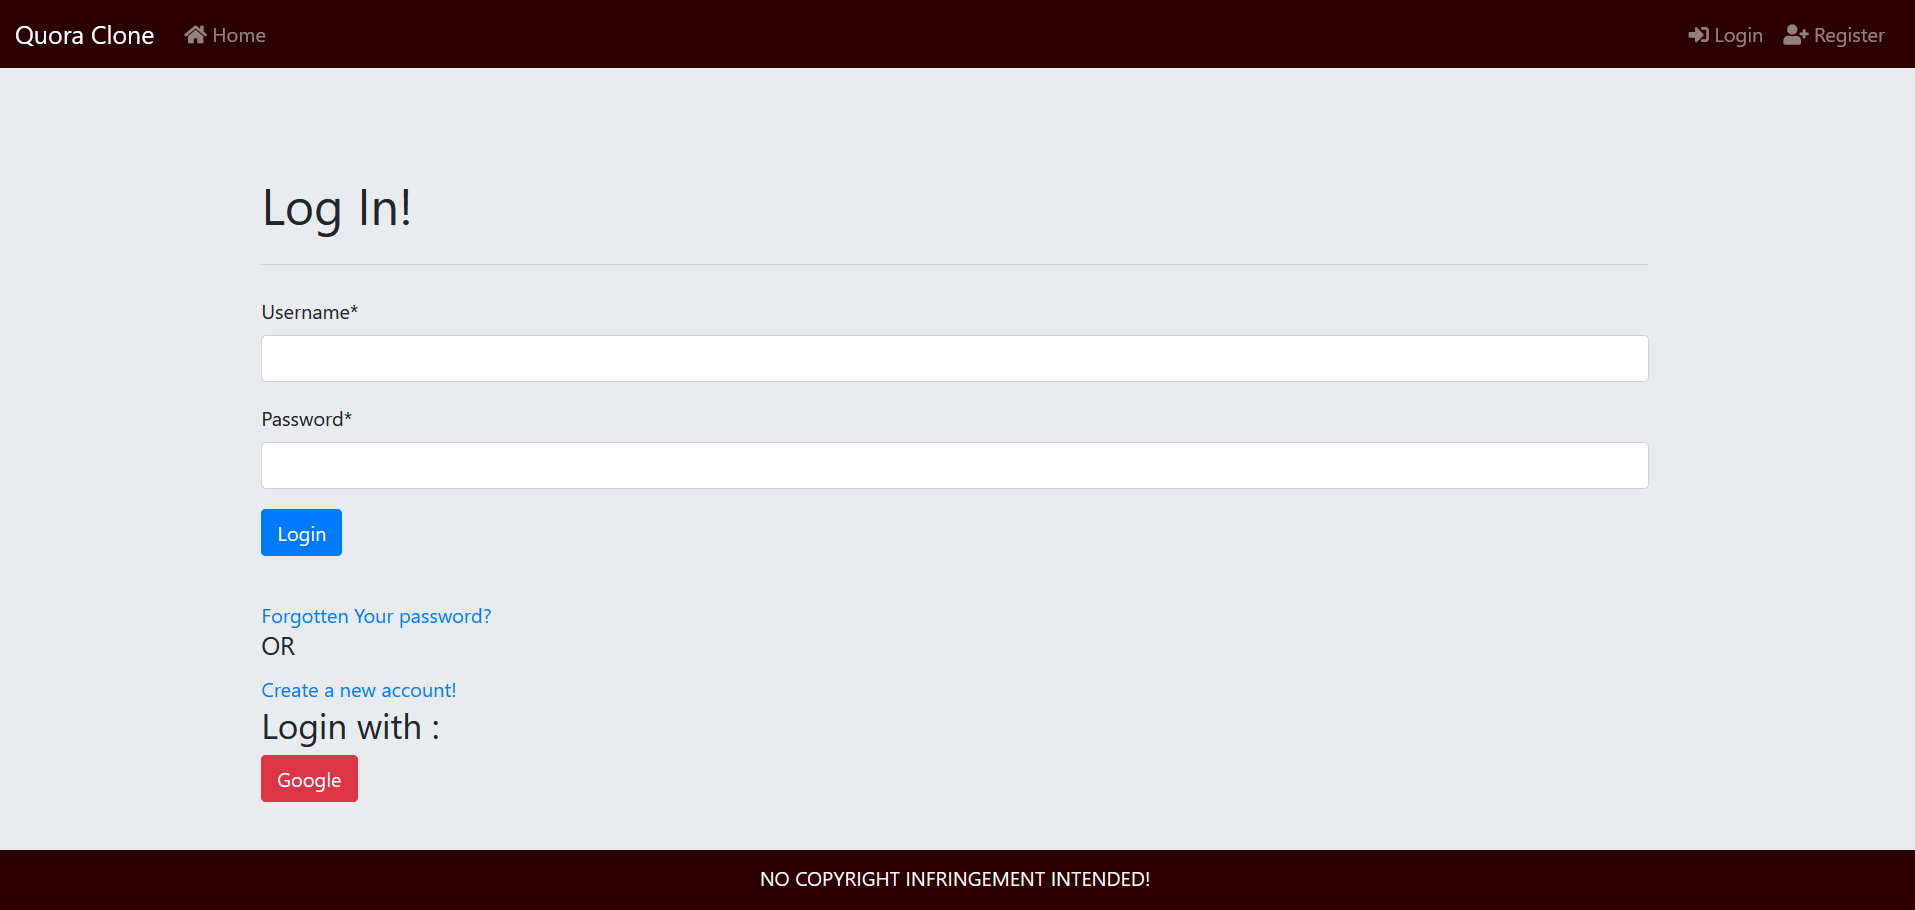 Quora Clone Home Login Register
Log In!
Username*
Password*
Login
Forgotten Your password?
OR
Create a new account!
Login with :
Google
NO COPYRIGHT INFRINGEMENT INTENDED!